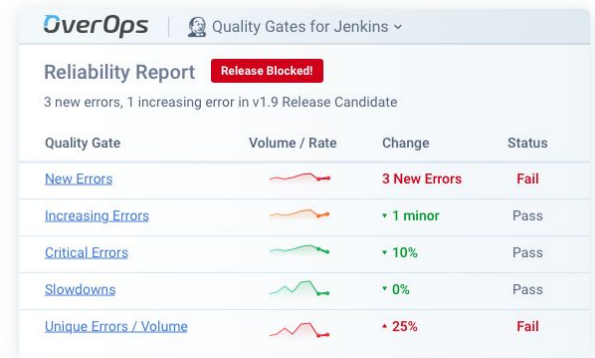 OverOps
Quality Gates for Jenkins
Reliability Report Release Blocked!
3 new errors, 1 increasing error in v1.9 Release Candidate
Quality Gate Volume / Rate Change Status
New Errors 3 New Errors Fail
Increasing Errors ▾ 1 minor Pass
Critical Errors ▾ 10% Pass
Slowdowns ▾ 0% Pass
Unique Errors / Volume ▴ 25% Fail